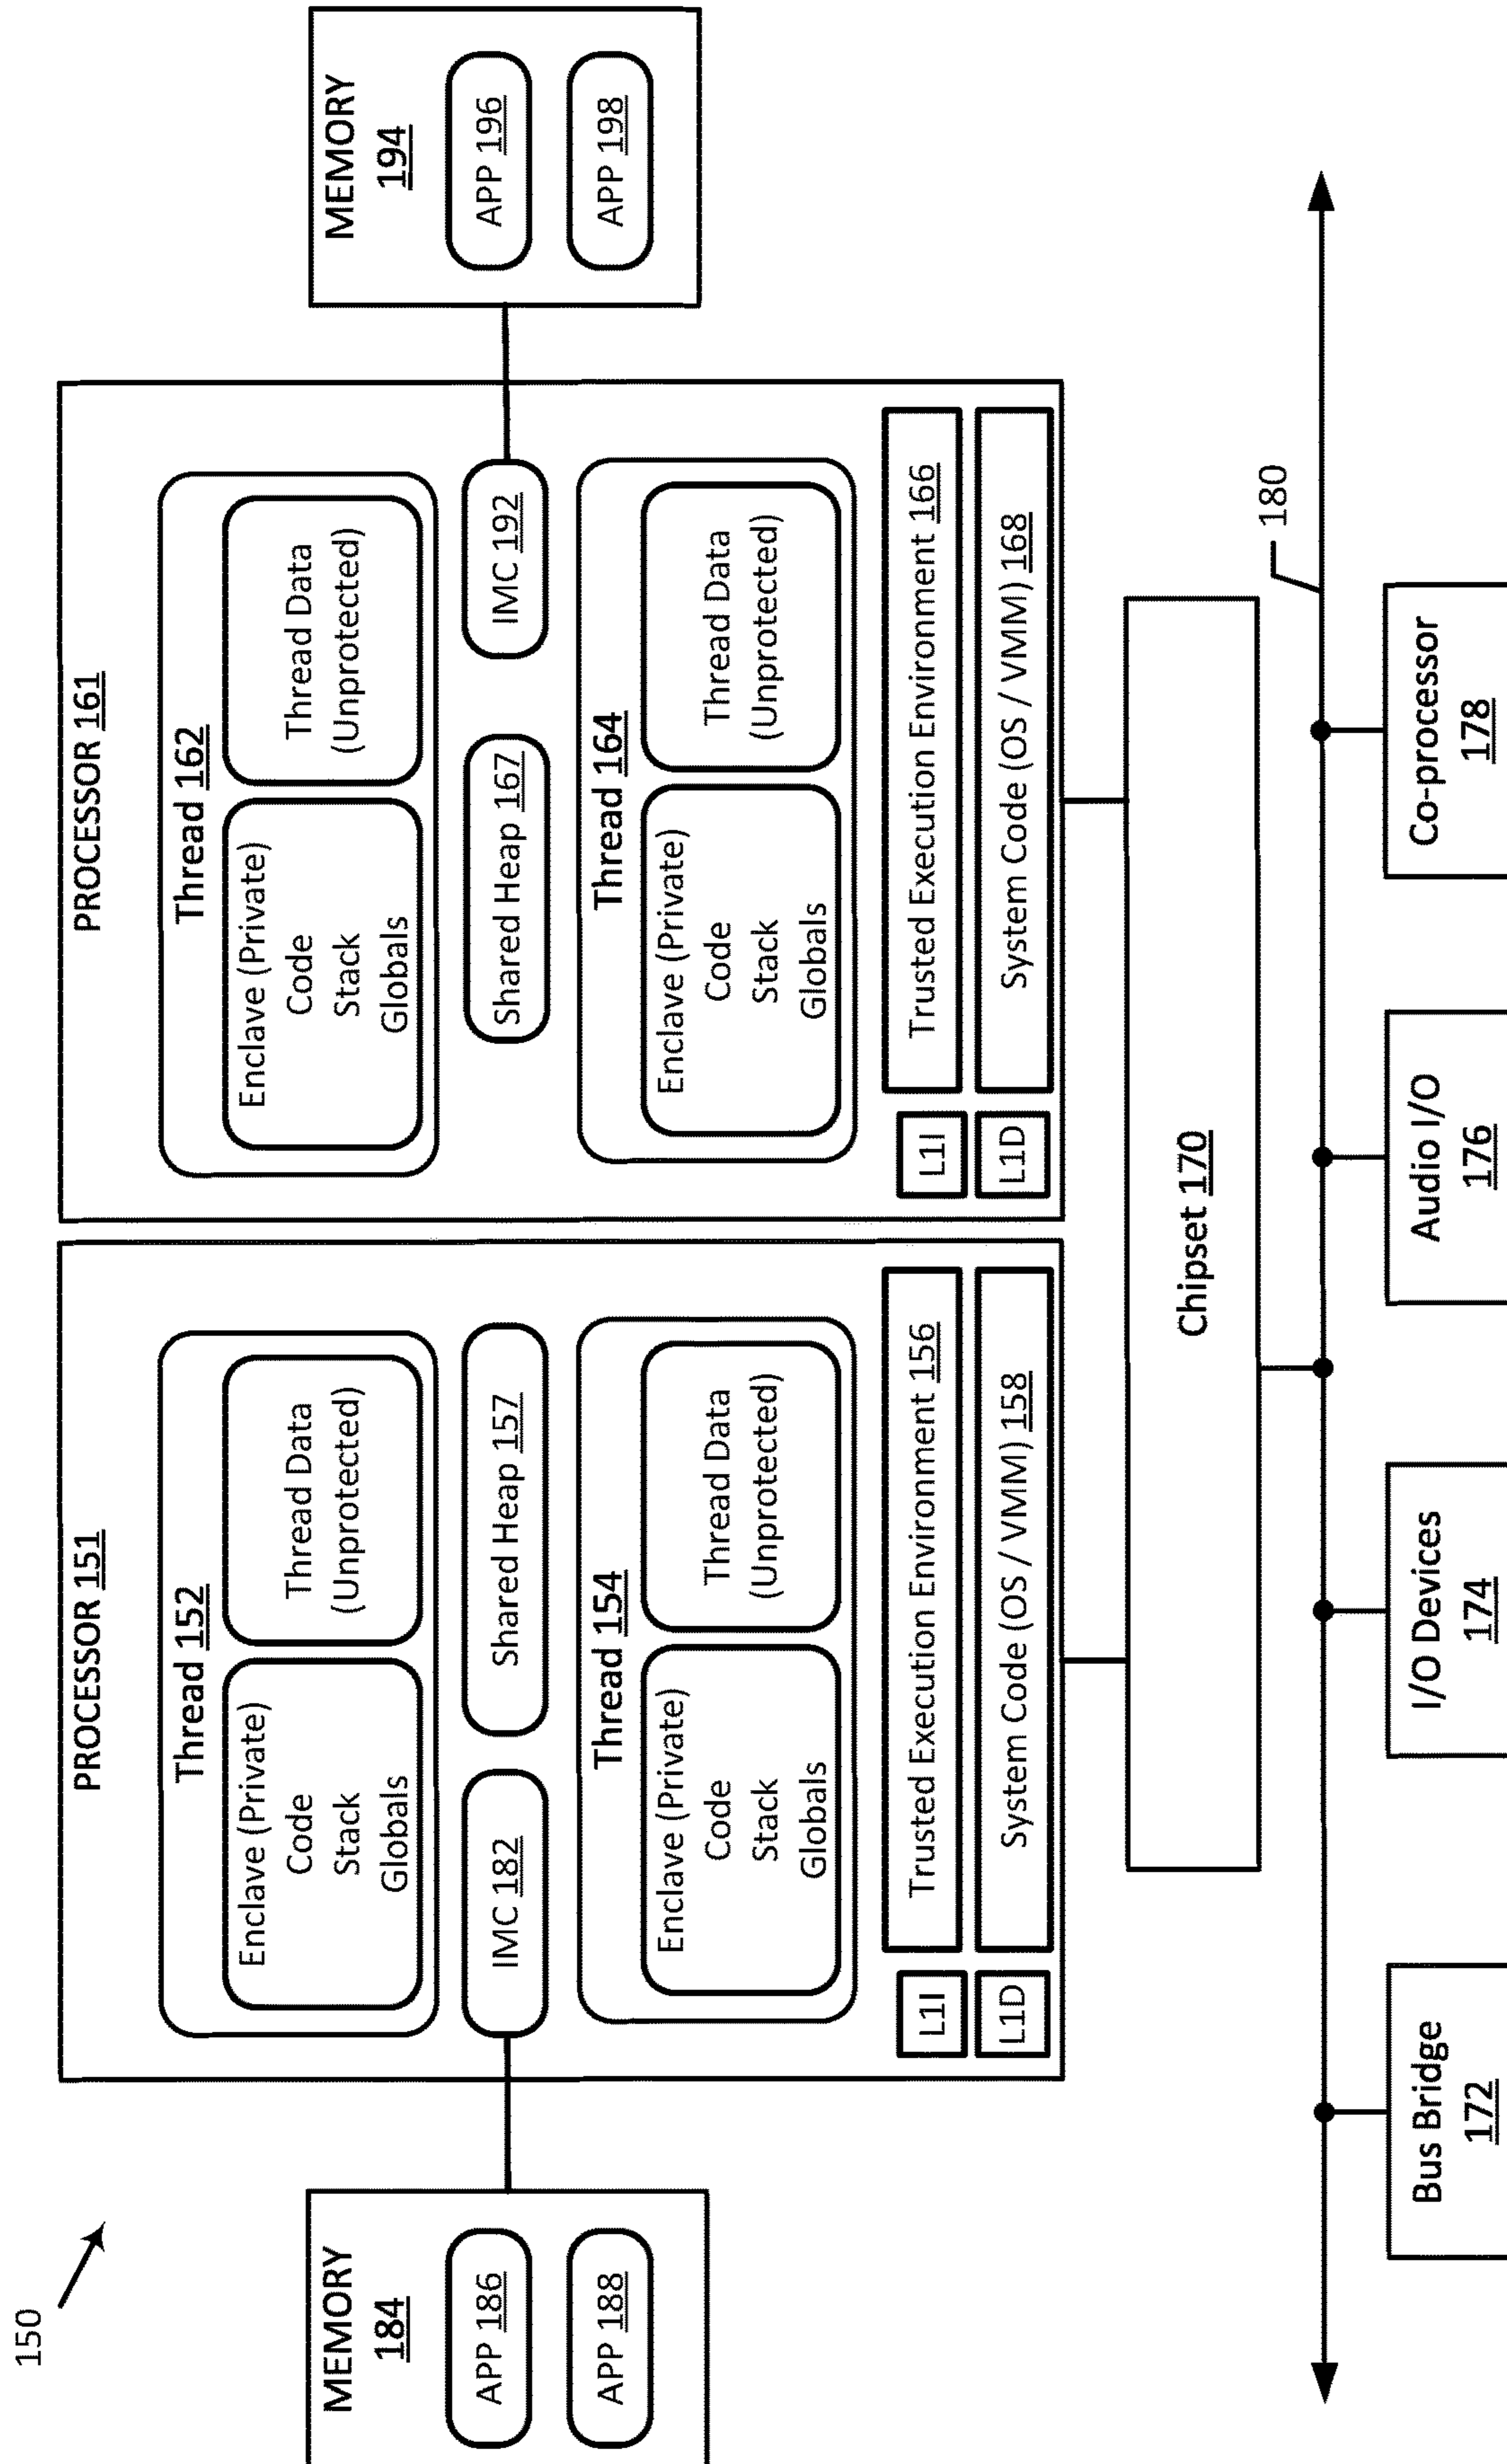 150
MEMORY
184
APP 186
APP 188
PROCESSOR 151
Thread 152
Enclave (Private)
Code
Stack
Globals
Thread Data
(Unprotected)
IMC 182
Shared Heap 157
Thread 154
Enclave (Private)
Code
Stack
Globals
Thread Data
(Unprotected)
L1I
Trusted Execution Environment 156
L1D
System Code (OS / VMM) 158
PROCESSOR 161
Thread 162
Enclave (Private)
Code
Stack
Globals
Thread Data
(Unprotected)
Shared Heap 167
IMC 192
Thread 164
Enclave (Private)
Code
Stack
Globals
Thread Data
(Unprotected)
L1I
Trusted Execution Environment 166
L1D
System Code (OS / VMM) 168
MEMORY
194
APP 196
APP 198
Chipset 170
180
Bus Bridge
172
I/O Devices
174
Audio I/O
176
Co-processor
178